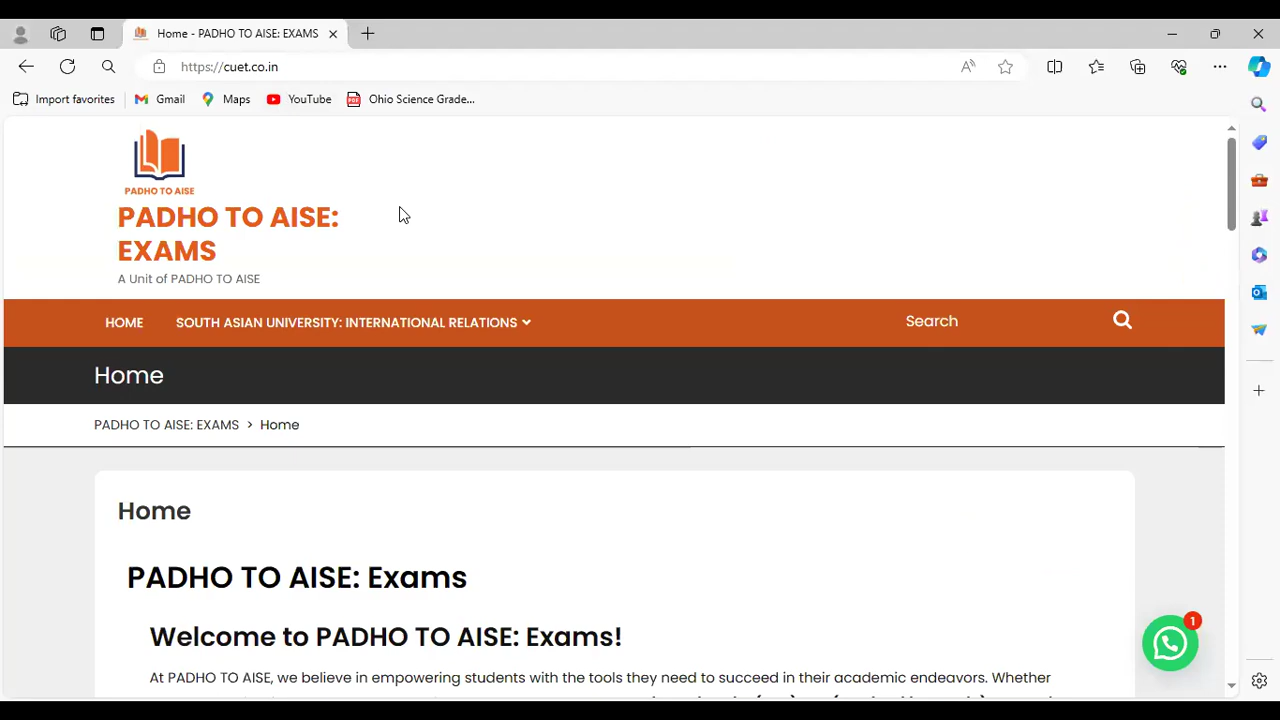 Home - PADHO TO AISE: EXAMS
https://cuet.co.in
Import favorites
Gmail
Maps
YouTube
Ohio Science Grade...
PADHO TO AISE
PADHO TO AISE:
EXAMS
A Unit of PADHO TO AISE
HOME
SOUTH ASIAN UNIVERSITY: INTERNATIONAL RELATIONS
Search
Home
PADHO TO AISE: EXAMS > Home
Home
PADHO TO AISE: Exams
Welcome to PADHO TO AISE: Exams!
1
At PADHO TO AISE, we believe in empowering students with the tools they need to succeed in their academic endeavors. Whether